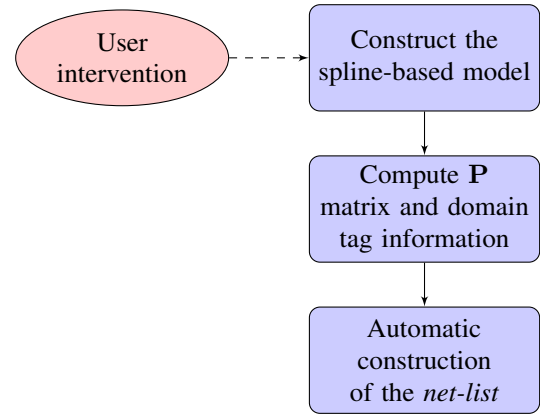 User
intervention
Construct the
spline-based model
Compute P
matrix and domain
tag information
Automatic
construction
of the net-list